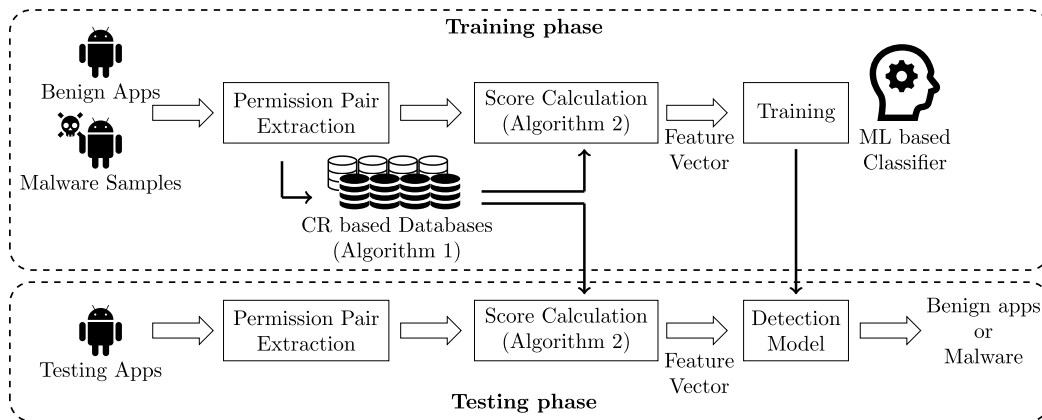 Training phase
Benign Apps
Malware Samples
Permission Pair
Extraction
Score Calculation
(Algorithm 2)
Feature
Vector
Training
ML based
Classifier
CR based Databases
(Algorithm 1)
Testing Apps
Permission Pair
Extraction
Score Calculation
(Algorithm 2)
Feature
Vector
Detection
Model
Benign apps
or
Malware
Testing phase